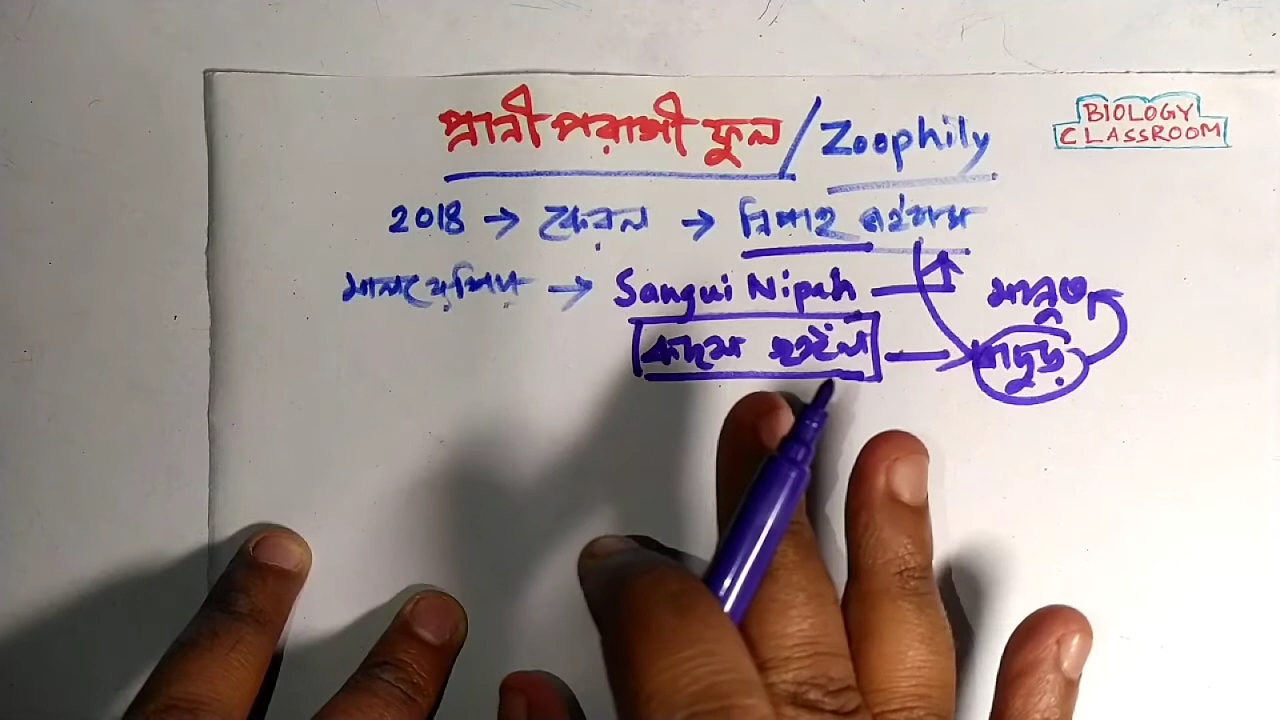 প্রানী পরাগী ফুল / Zoophily
BIOLOGY
CLASSROOM
2018 → কেরল → নিপাহ ভাইরাস
মালয়েশিয়া → Sangui Nipah
মানুষ
বাদুড়